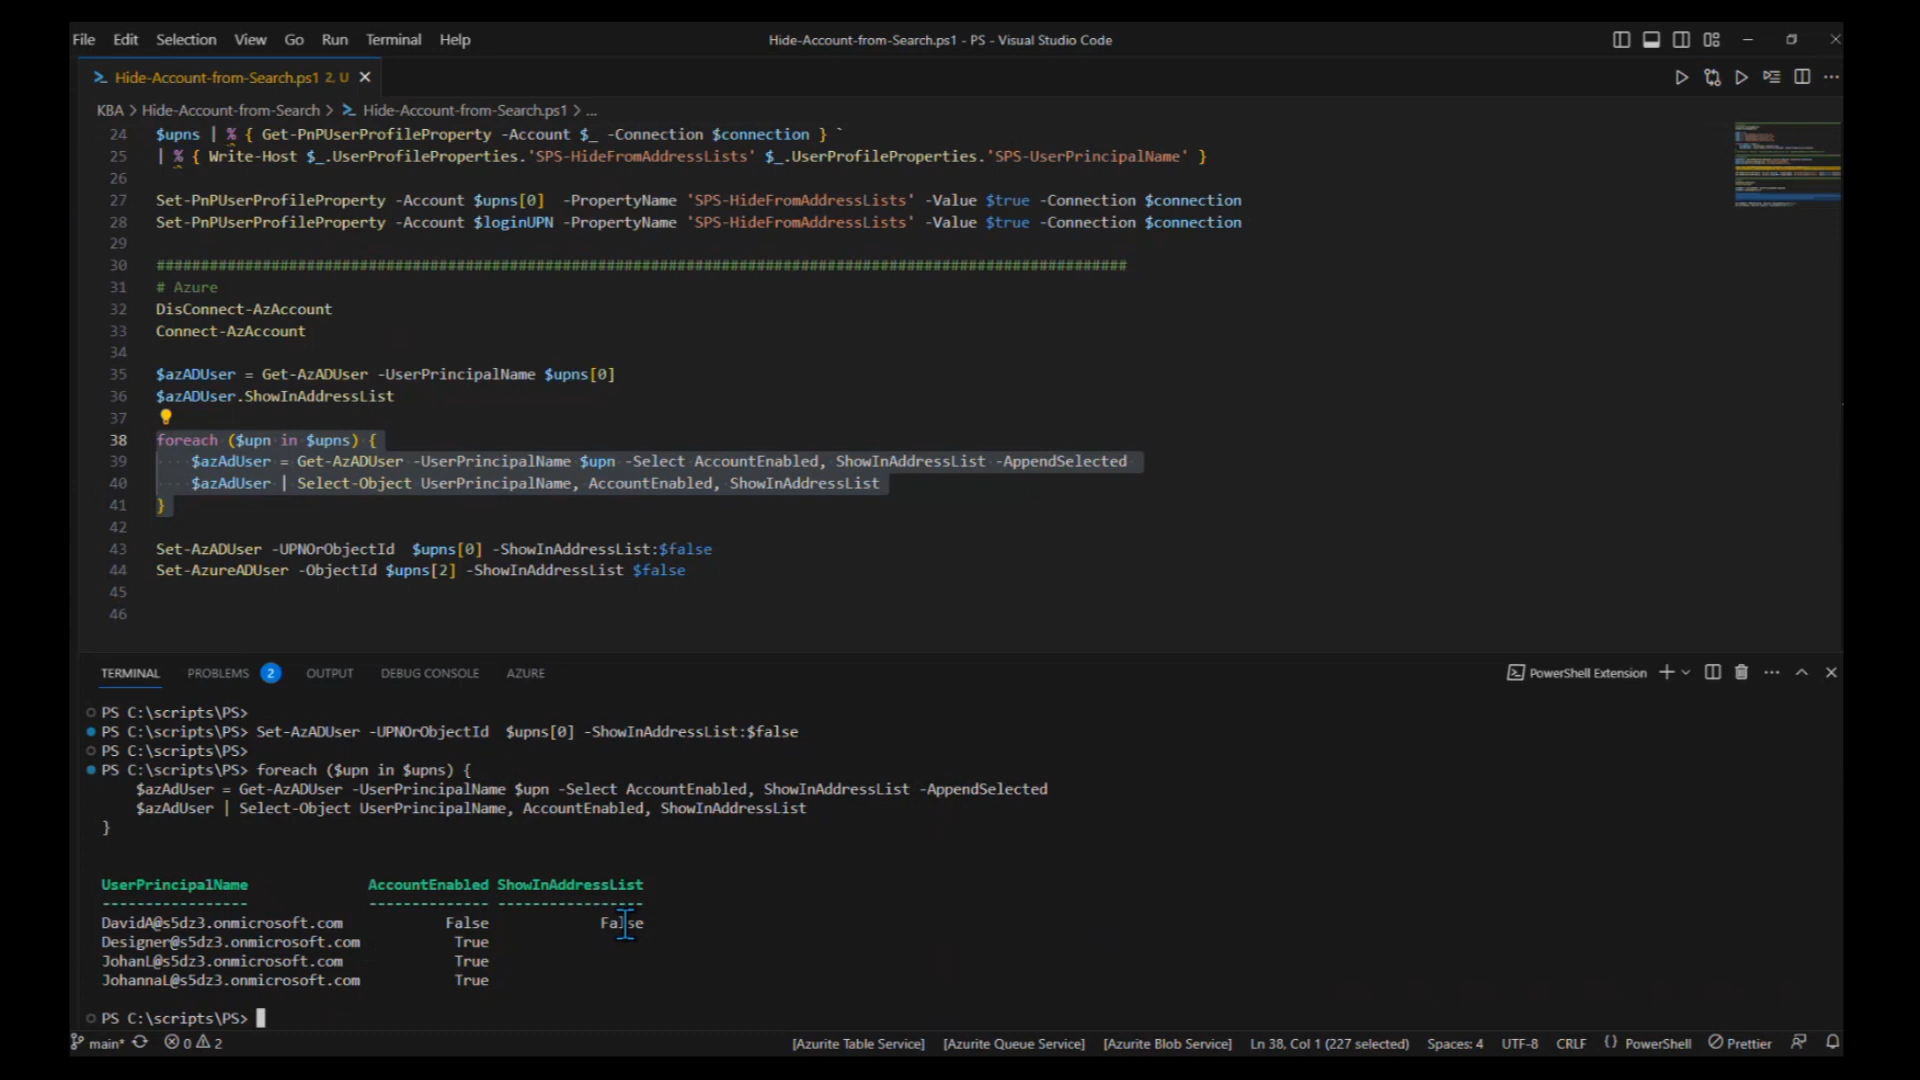 File Edit Selection View Go Run Terminal Help
Hide-Account-from-Search.ps1 - PS - Visual Studio Code
Hide-Account-from-Search.ps1 2, U
KBA > Hide-Account-from-Search > Hide-Account-from-Search.ps1 > ...
24 $upns | % { Get-PnPUserProfileProperty -Account $_ -Connection $connection } `
25 | % { Write-Host $_.UserProfileProperties.'SPS-HideFromAddressLists' $_.UserProfileProperties.'SPS-UserPrincipalName' }
26
27 Set-PnPUserProfileProperty -Account $upns[0]  -PropertyName 'SPS-HideFromAddressLists' -Value $true -Connection $connection
28 Set-PnPUserProfileProperty -Account $loginUPN -PropertyName 'SPS-HideFromAddressLists' -Value $true -Connection $connection
29
30 ##############################################################################################################
31 # Azure
32 DisConnect-AzAccount
33 Connect-AzAccount
34
35 $azADUser = Get-AzADUser -UserPrincipalName $upns[0]
36 $azADUser.ShowInAddressList
37
38 foreach ($upn in $upns) {
39     $azAdUser = Get-AzADUser -UserPrincipalName $upn -Select AccountEnabled, ShowInAddressList -AppendSelected
40     $azAdUser | Select-Object UserPrincipalName, AccountEnabled, ShowInAddressList
41 }
42
43 Set-AzADUser -UPNOrObjectId  $upns[0] -ShowInAddressList:$false
44 Set-AzureADUser -ObjectId $upns[2] -ShowInAddressList $false
45
46
TERMINAL PROBLEMS 2 OUTPUT DEBUG CONSOLE AZURE
PowerShell Extension
PS C:\scripts\PS>
PS C:\scripts\PS> Set-AzADUser -UPNOrObjectId  $upns[0] -ShowInAddressList:$false
PS C:\scripts\PS>
PS C:\scripts\PS> foreach ($upn in $upns) {
    $azAdUser = Get-AzADUser -UserPrincipalName $upn -Select AccountEnabled, ShowInAddressList -AppendSelected
    $azAdUser | Select-Object UserPrincipalName, AccountEnabled, ShowInAddressList
}
UserPrincipalName AccountEnabled ShowInAddressList
----------------- -------------- -----------------
DavidA@s5dz3.onmicrosoft.com False False
Designer@s5dz3.onmicrosoft.com True
JohanL@s5dz3.onmicrosoft.com True
JohannaL@s5dz3.onmicrosoft.com True
PS C:\scripts\PS>
main* 0 2 [Azurite Table Service] [Azurite Queue Service] [Azurite Blob Service] Ln 38, Col 1 (227 selected) Spaces: 4 UTF-8 CRLF {} PowerShell Prettier